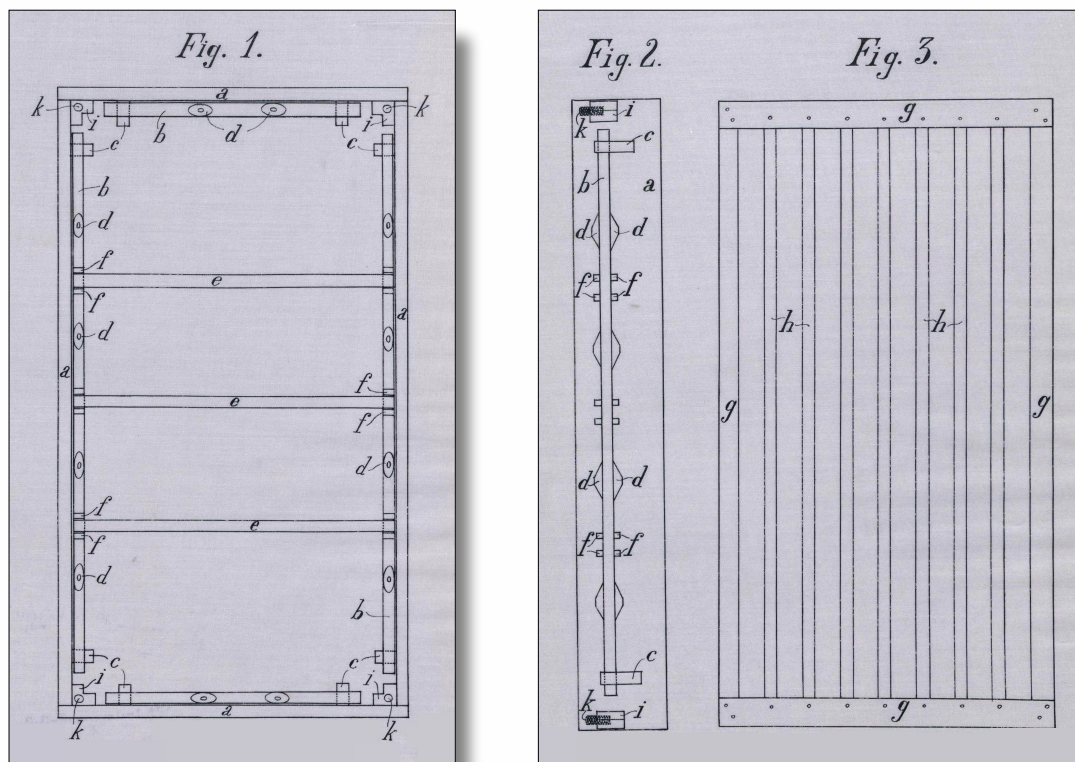 Fig. 1.
a
k i b d i k
c c
c c
b
d
f
e
f
d a
a f
e
f
d
f
e
f
d
b
c
c c
i i
a
k k
Fig. 2.
k i
c
b a
d d
f f
d d
f f
c
k i
Fig. 3.
g
h h
g g
g